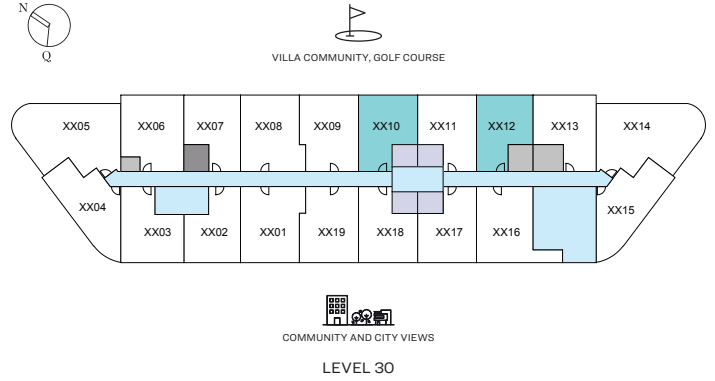 N
Q
VILLA COMMUNITY, GOLF COURSE
XX05 XX06 XX07 XX08 XX09 XX10 XX11 XX12 XX13 XX14
XX04 XX03 XX02 XX01 XX19 XX18 XX17 XX16 XX15
COMMUNITY AND CITY VIEWS
LEVEL 30